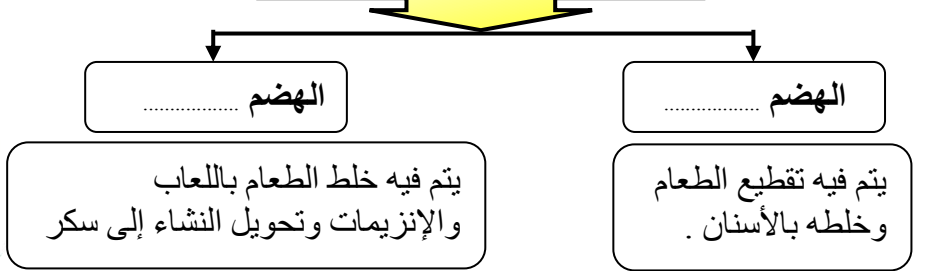 الهضم ..................
الهضم ..................
يتم فيه تقطيع الطعام
وخلطه بالأسنان .
يتم فيه خلط الطعام باللعاب
والإنزيمات وتحويل النشاء إلى سكر